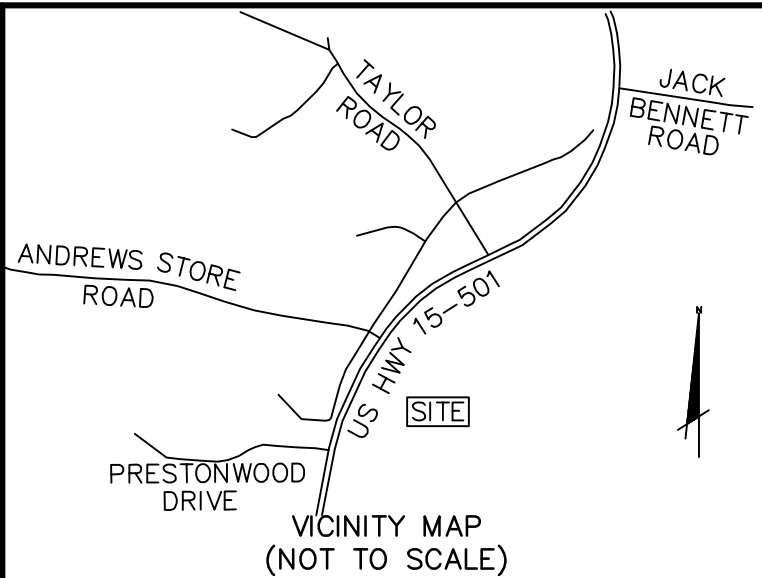 TAYLOR
ROAD
JACK
BENNETT
ROAD
ANDREWS STORE
ROAD
US HWY 15-501
N
SITE
PRESTONWOOD
DRIVE
VICINITY MAP
(NOT TO SCALE)